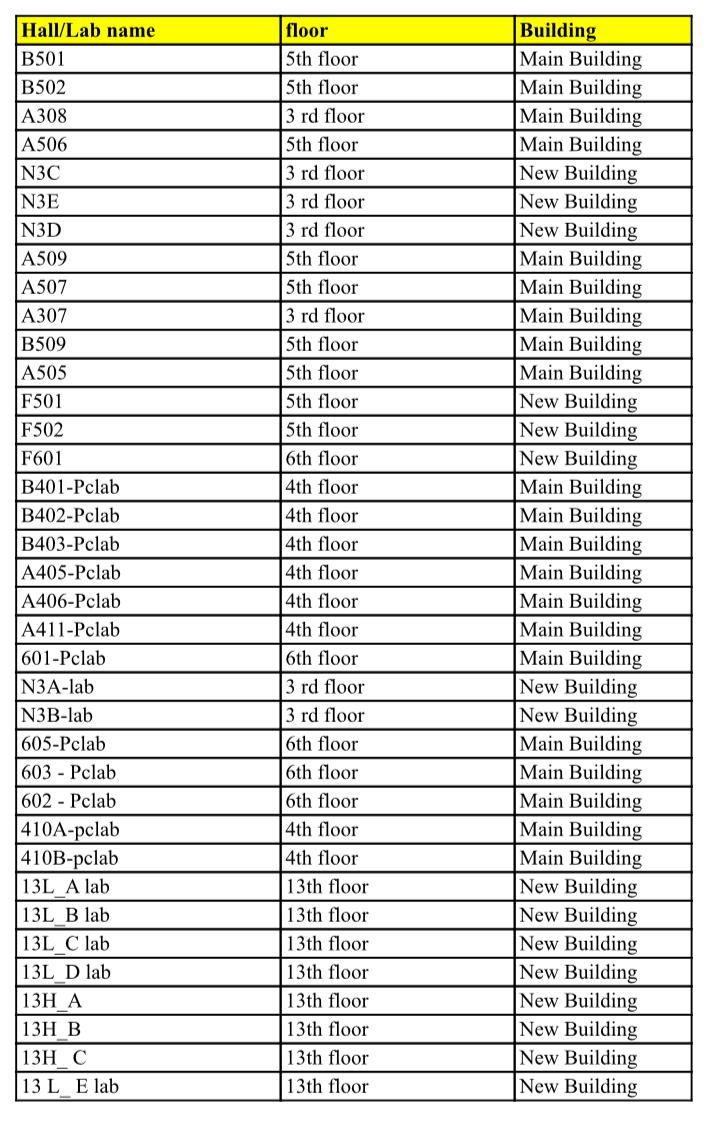 Hall/Lab name floor Building
B501 5th floor Main Building
B502 5th floor Main Building
A308 3 rd floor Main Building
A506 5th floor Main Building
N3C 3 rd floor New Building
N3E 3 rd floor New Building
N3D 3 rd floor New Building
A509 5th floor Main Building
A507 5th floor Main Building
A307 3 rd floor Main Building
B509 5th floor Main Building
A505 5th floor Main Building
F501 5th floor New Building
F502 5th floor New Building
F601 6th floor New Building
B401-Pclab 4th floor Main Building
B402-Pclab 4th floor Main Building
B403-Pclab 4th floor Main Building
A405-Pclab 4th floor Main Building
A406-Pclab 4th floor Main Building
A411-Pclab 4th floor Main Building
601-Pclab 6th floor Main Building
N3A-lab 3 rd floor New Building
N3B-lab 3 rd floor New Building
605-Pclab 6th floor Main Building
603 - Pclab 6th floor Main Building
602 - Pclab 6th floor Main Building
410A-pclab 4th floor Main Building
410B-pclab 4th floor Main Building
13L_A lab 13th floor New Building
13L_B lab 13th floor New Building
13L_C lab 13th floor New Building
13L_D lab 13th floor New Building
13H_A 13th floor New Building
13H_B 13th floor New Building
13H_ C 13th floor New Building
13 L_ E lab 13th floor New Building